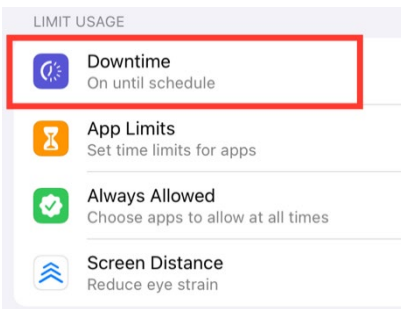 LIMIT USAGE
Downtime
On until schedule
App Limits
Set time limits for apps
Always Allowed
Choose apps to allow at all times
Screen Distance
Reduce eye strain